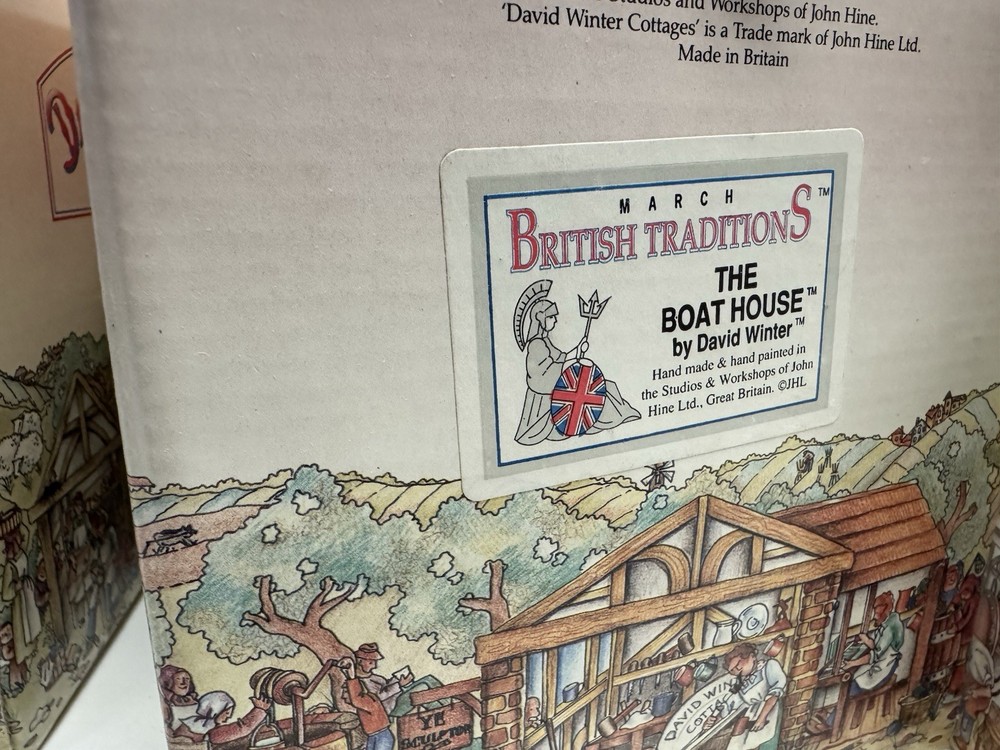 Studios and Workshops of John Hine.
'David Winter Cottages' is a Trade mark of John Hine Ltd.
Made in Britain
MARCH
BRITISH TRADITIONS™
THE
BOAT HOUSE™
by David Winter™
Hand made & hand painted in
the Studios & Workshops of John
Hine Ltd., Great Britain. ©JHL
DAVID WIN
COTT
YE
SCULPTOR